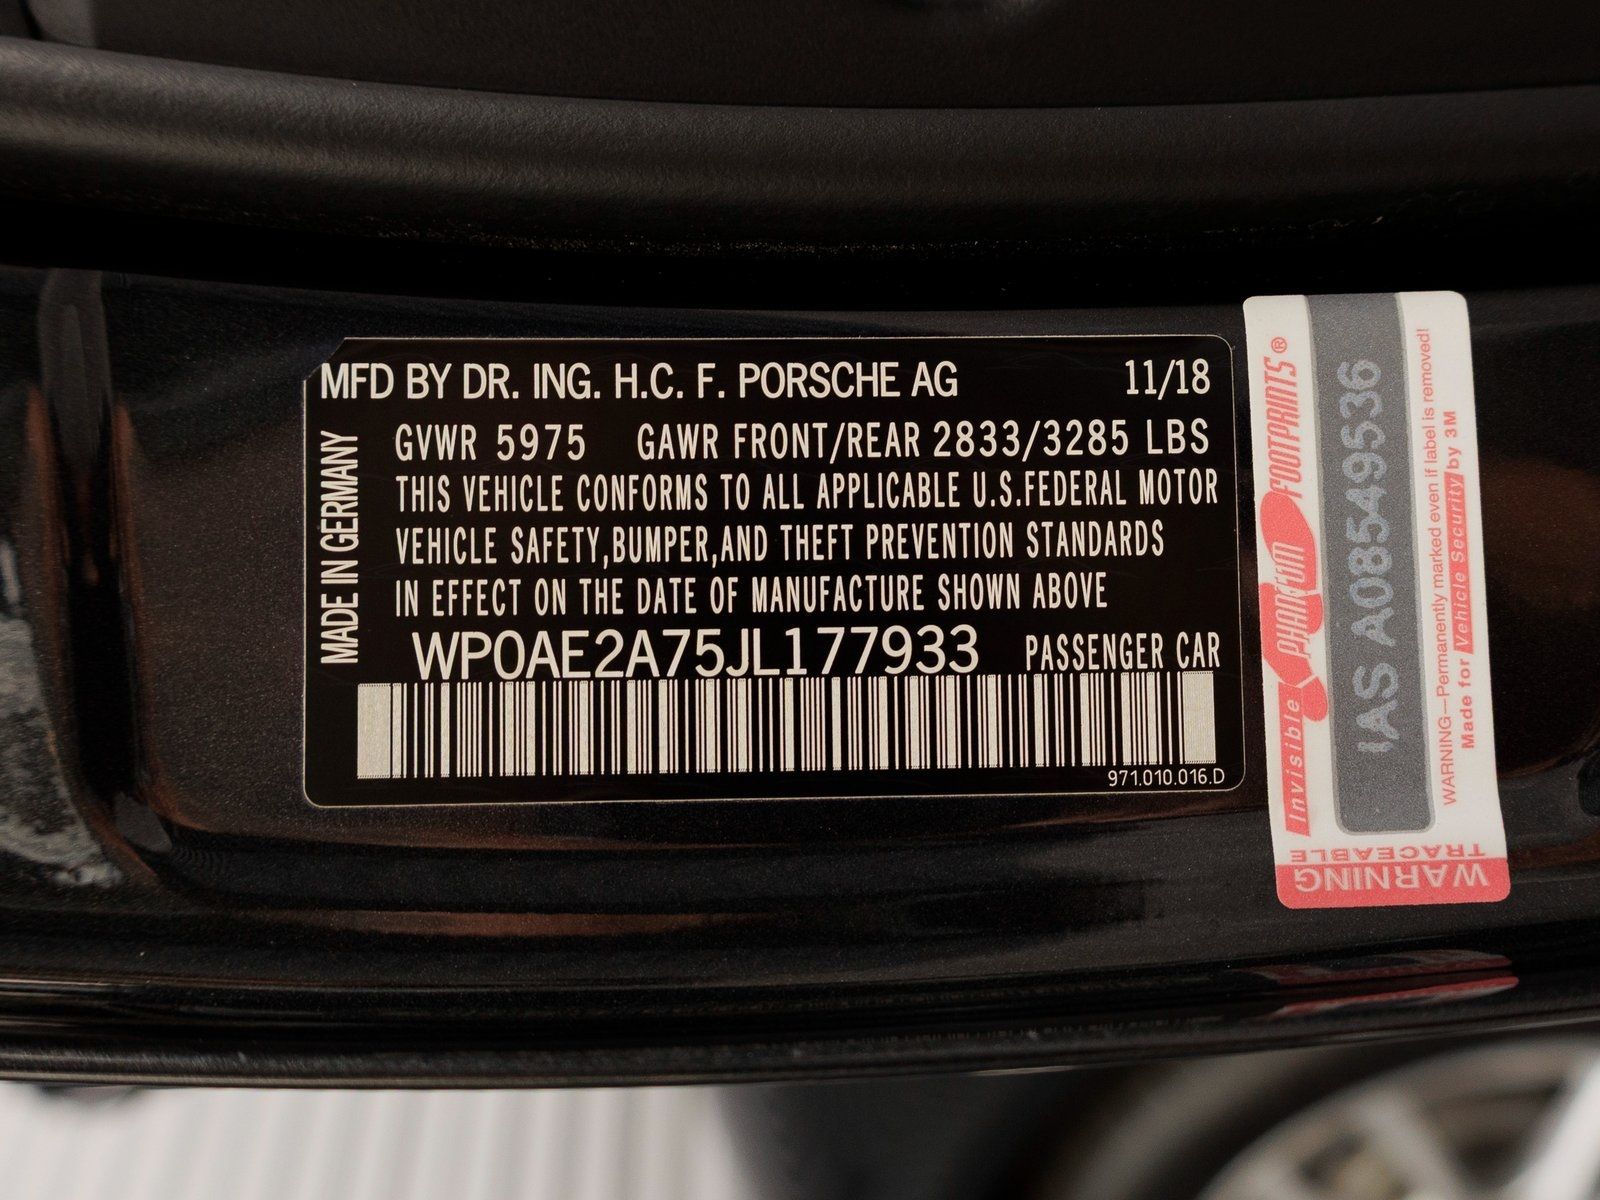 MFD BY DR. ING. H.C. F. PORSCHE AG 11/18
MADE IN GERMANY
GVWR 5975 GAWR FRONT/REAR 2833/3285 LBS
THIS VEHICLE CONFORMS TO ALL APPLICABLE U.S.FEDERAL MOTOR
VEHICLE SAFETY,BUMPER,AND THEFT PREVENTION STANDARDS
IN EFFECT ON THE DATE OF MANUFACTURE SHOWN ABOVE
WP0AE2A75JL177933 PASSENGER CAR
971.010.016.D
Invisible PHANTOM FOOTPRINTS®
IAS A08549536
WARNING—Permanently marked even if label is removed!
Made for Vehicle Security by 3M
WARNING
TRACEABLE